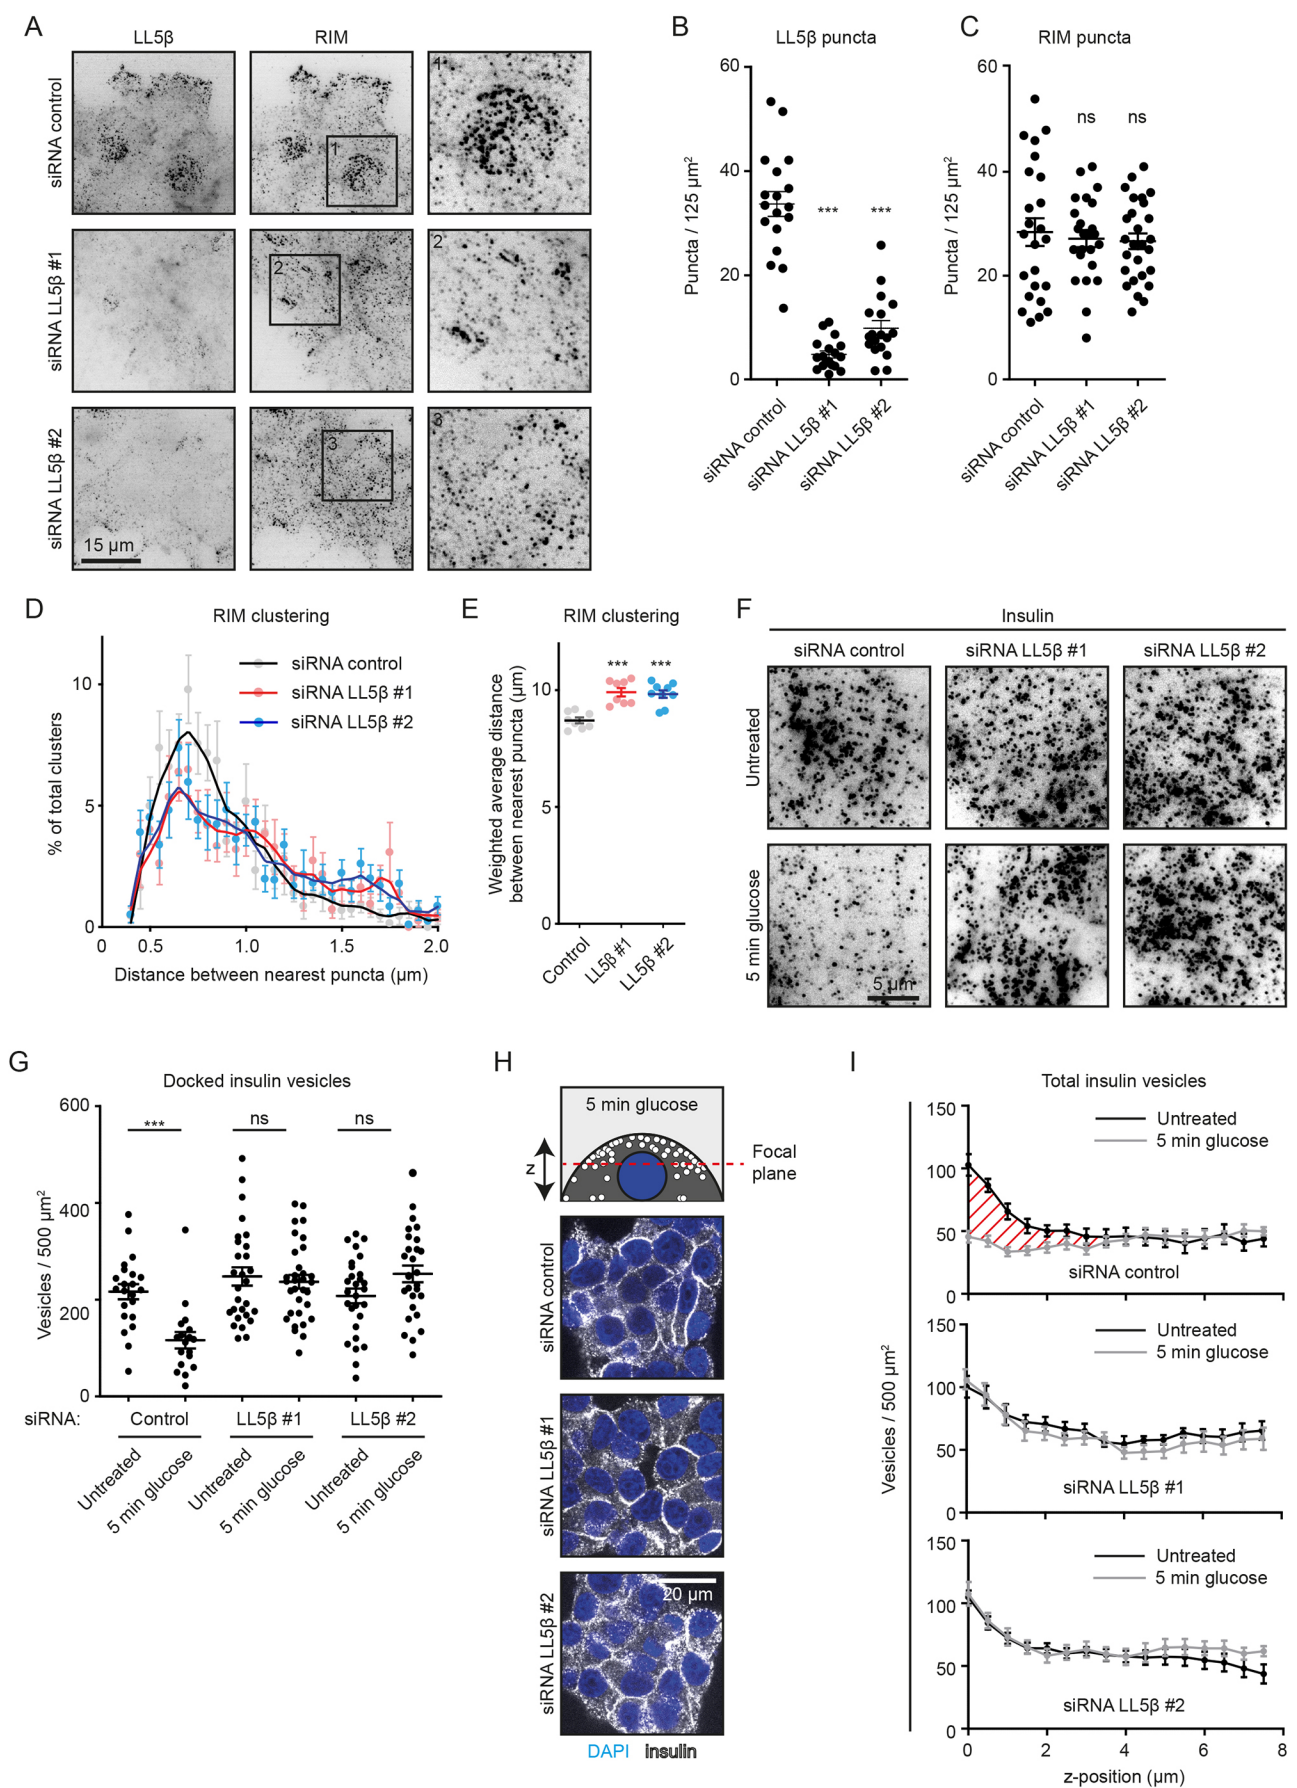 A
LL5β
RIM
siRNA control
1
1
siRNA LL5β #1
2
2
siRNA LL5β #2
3
3
15 µm
B
LL5β puncta
Puncta / 125 µm²
60
40
20
0
***
***
siRNA control
siRNA LL5β #1
siRNA LL5β #2
C
RIM puncta
Puncta / 125 µm²
60
40
20
0
ns
ns
siRNA control
siRNA LL5β #1
siRNA LL5β #2
D
RIM clustering
siRNA control
siRNA LL5β #1
siRNA LL5β #2
% of total clusters
10
5
0
0
0.5
1.0
1.5
2.0
Distance between nearest puncta (µm)
E
RIM clustering
Weighted average distance
between nearest puncta (µm)
10
5
0
***
***
Control
LL5β #1
LL5β #2
F
Insulin
siRNA control
siRNA LL5β #1
siRNA LL5β #2
Untreated
5 min glucose
5 µm
G
Docked insulin vesicles
Vesicles / 500 µm²
600
400
200
0
***
ns
ns
siRNA:
Control
LL5β #1
LL5β #2
Untreated
5 min glucose
Untreated
5 min glucose
Untreated
5 min glucose
H
5 min glucose
z
Focal
plane
siRNA control
siRNA LL5β #1
siRNA LL5β #2
20 µm
DAPI insulin
I
Total insulin vesicles
Vesicles / 500 µm²
150
100
50
0
Untreated
5 min glucose
siRNA control
150
100
50
0
Untreated
5 min glucose
siRNA LL5β #1
150
100
50
0
Untreated
5 min glucose
siRNA LL5β #2
0
2
4
6
8
z-position (µm)